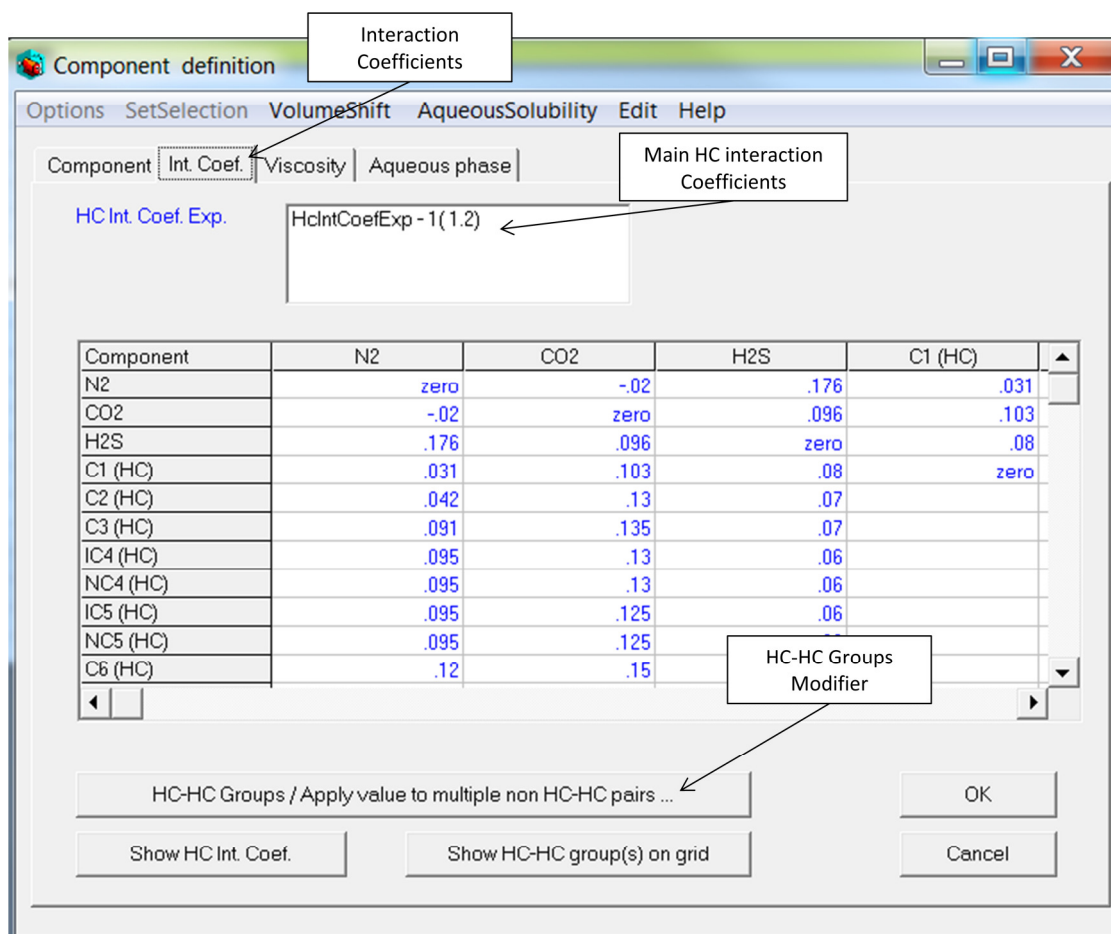 Interaction
Coefficients
Component definition
Options SetSelection VolumeShift AqueousSolubility Edit Help
Component Int. Coef. Viscosity Aqueous phase
Main HC interaction
Coefficients
HC Int. Coef. Exp.
HcIntCoefExp - 1( 1.2)
Component N2 CO2 H2S C1 (HC)
N2 zero -.02 .176 .031
CO2 -.02 zero .096 .103
H2S .176 .096 zero .08
C1 (HC) .031 .103 .08 zero
C2 (HC) .042 .13 .07
C3 (HC) .091 .135 .07
IC4 (HC) .095 .13 .06
NC4 (HC) .095 .13 .06
IC5 (HC) .095 .125 .06
NC5 (HC) .095 .125
C6 (HC) .12 .15
HC-HC Groups
Modifier
HC-HC Groups / Apply value to multiple non HC-HC pairs ...
OK
Show HC Int. Coef.
Show HC-HC group(s) on grid
Cancel